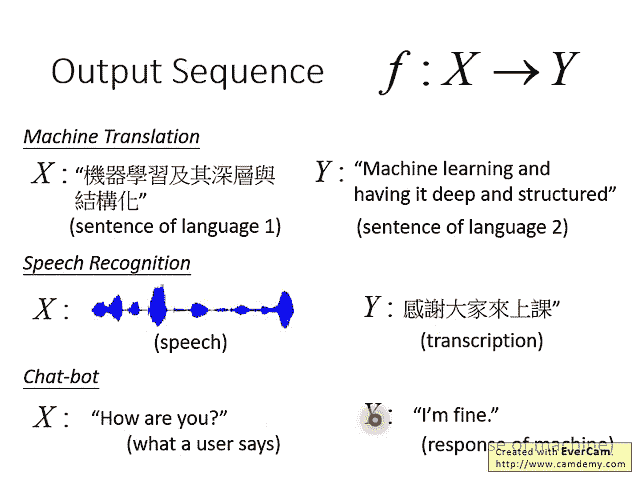 Output Sequence f : X → Y
Machine Translation
X : “機器學習及其深層與
結構化”
(sentence of language 1)
Y : “Machine learning and
having it deep and structured”
(sentence of language 2)
Speech Recognition
X :
(speech)
Y : 感謝大家來上課”
(transcription)
Chat-bot
X : “How are you?”
(what a user says)
Y : “I’m fine.”
(response of machine)
Created with EverCam.
http://www.camdemy.com